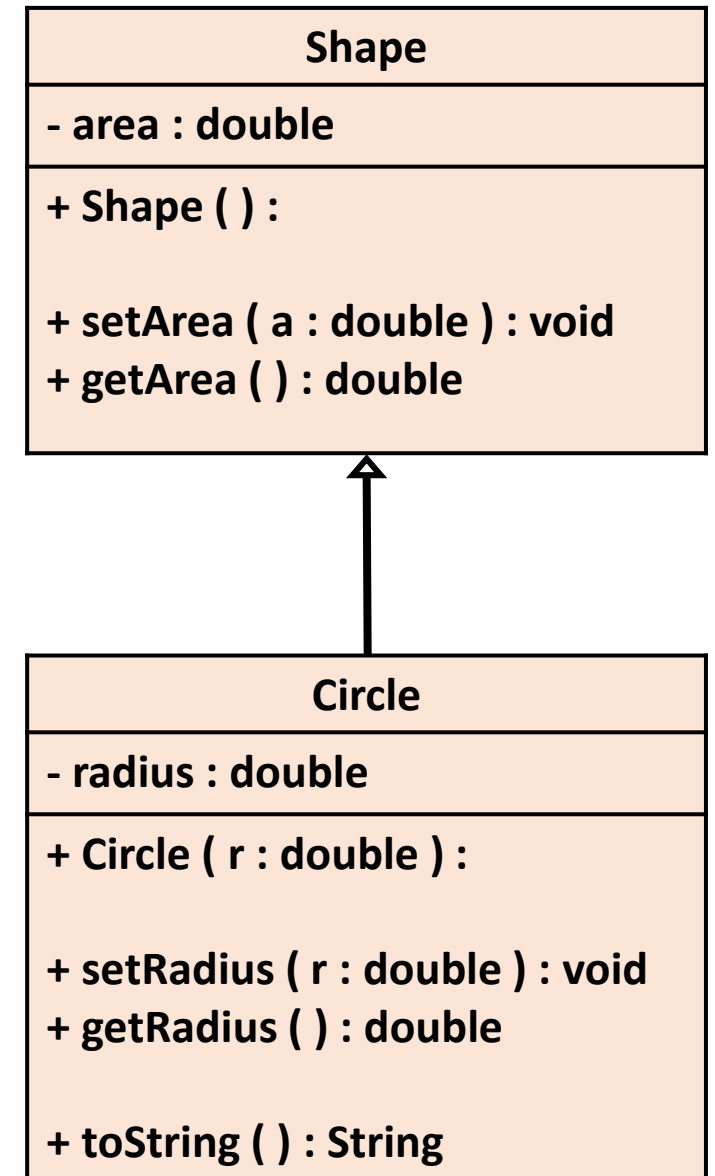 Shape
- area : double
+ Shape ( ) :
+ setArea ( a : double ) : void
+ getArea ( ) : double
Circle
- radius : double
+ Circle ( r : double ) :
+ setRadius ( r : double ) : void
+ getRadius ( ) : double
+ toString ( ) : String